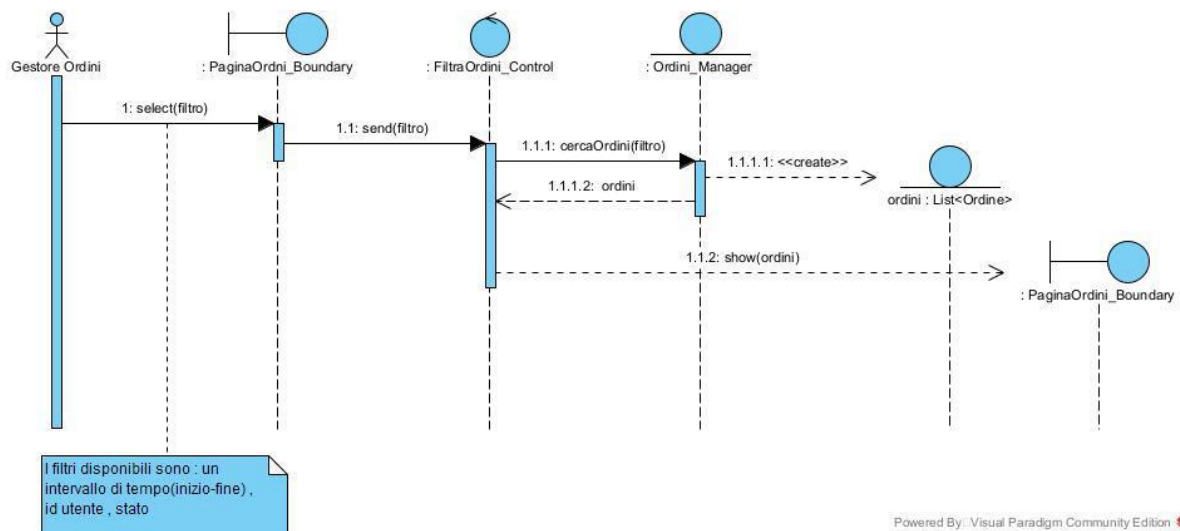 Gestore Ordini
: PaginaOrdni_Boundary
: FiltraOrdini_Control
: Ordini_Manager
1: select(filtro)
1.1: send(filtro)
1.1.1: cercaOrdini(filtro)
1.1.1.1: <<create>>
1.1.1.2: ordini
ordini : List<Ordine>
1.1.2: show(ordini)
: PaginaOrdini_Boundary
I filtri disponibili sono : un
intervallo di tempo(inizio-fine) ,
id utente , stato
Powered By Visual Paradigm Community Edition